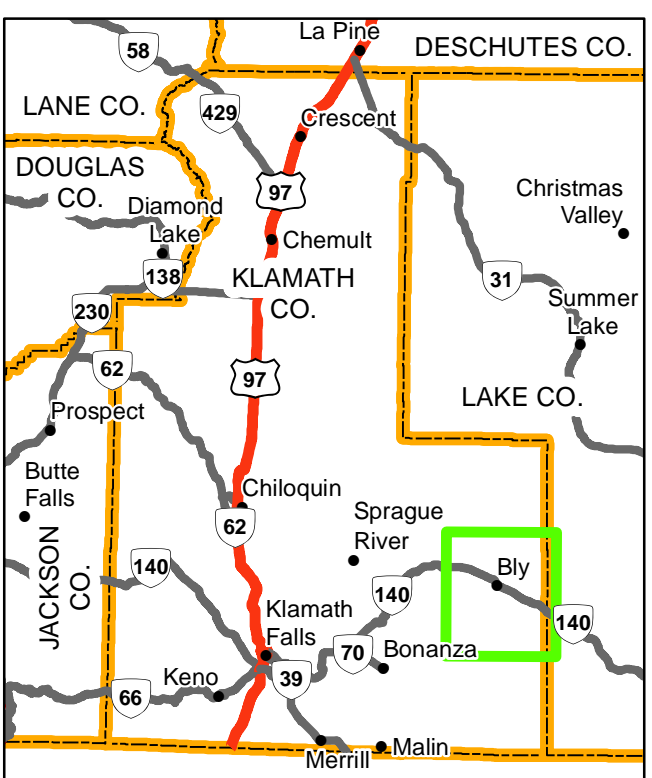 La Pine
58
DESCHUTES CO.
LANE CO.
429
Crescent
DOUGLAS
CO.
97
Christmas
Valley
Diamond
Lake
Chemult
138
KLAMATH
CO.
31
230
Summer
Lake
62
97
LAKE CO.
Prospect
Butte
Falls
Chiloquin
62
Sprague
River
JACKSON
CO.
140
Bly
140
140
Klamath
Falls
70
Bonanza
Keno
39
66
Merrill
Malin